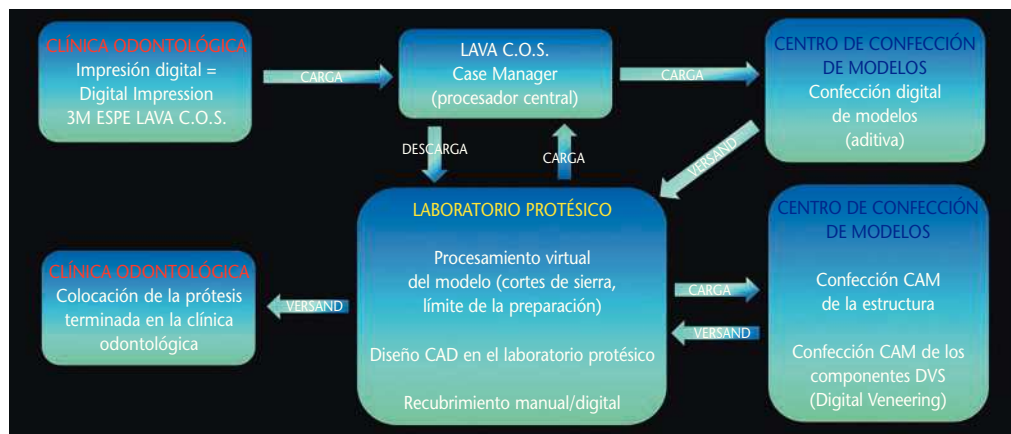 CLÍNICA ODONTOLÓGICA
Impresión digital =
Digital Impression
3M ESPE LAVA C.O.S.
CARGA
LAVA C.O.S.
Case Manager
(procesador central)
CARGA
CENTRO DE CONFECCIÓN
DE MODELOS
Confección digital
de modelos
(aditiva)
DESCARGA
CARGA
VERSAND
LABORATORIO PROTÉSICO
Procesamiento virtual
del modelo (cortes de sierra,
límite de la preparación)
Diseño CAD en el laboratorio protésico
Recubrimiento manual/digital
CARGA
VERSAND
CENTRO DE CONFECCIÓN
DE MODELOS
Confección CAM
de la estructura
Confección CAM de los
componentes DVS
(Digital Veneering)
VERSAND
CLÍNICA ODONTOLÓGICA
Colocación de la prótesis
terminada en la clínica
odontológica